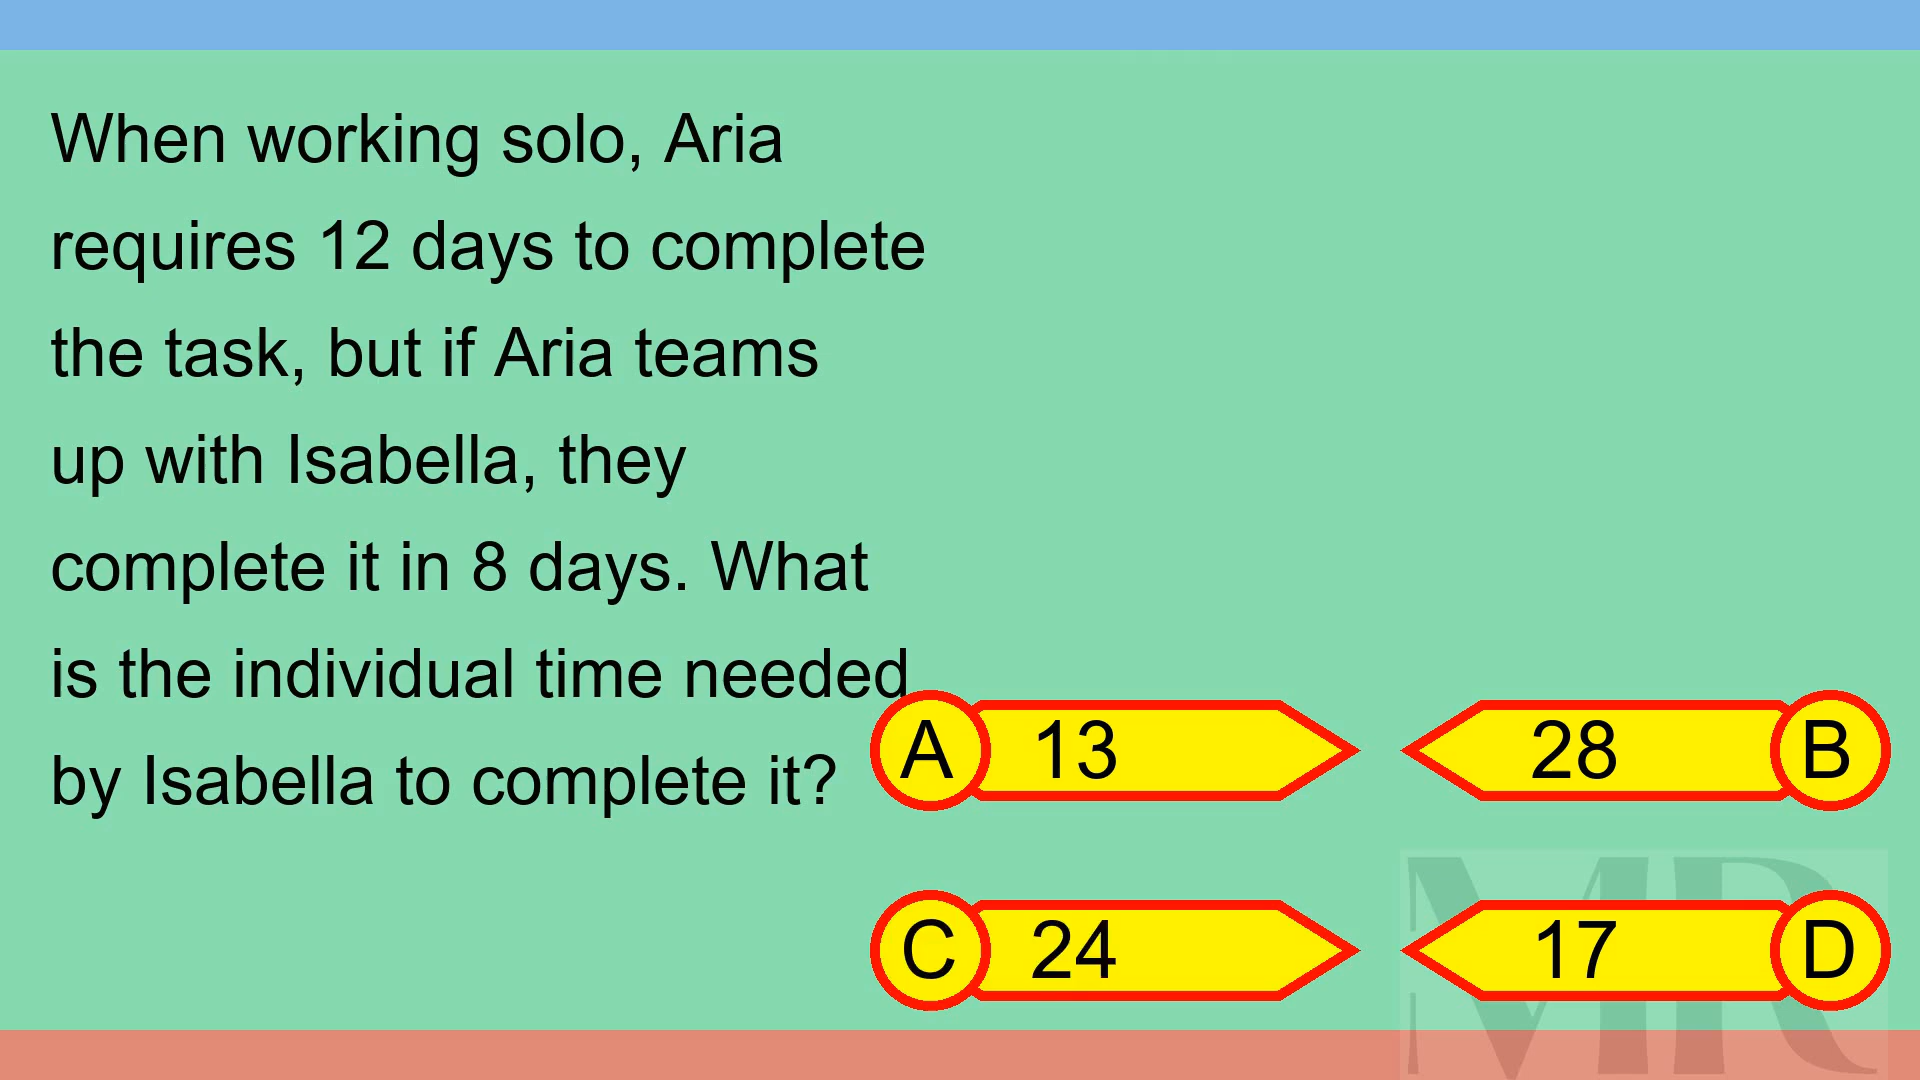 When working solo, Aria
requires 12 days to complete
the task, but if Aria teams
up with Isabella, they
complete it in 8 days. What
is the individual time needed
by Isabella to complete it?
A 13
28 B
C 24
17 D
MR